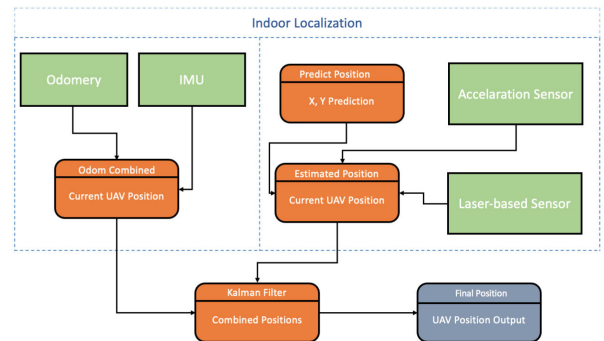 Indoor Localization
Odomery
IMU
Predict Position
X, Y Prediction
Accelaration Sensor
Odom Combined
Current UAV Position
Estimated Position
Current UAV Position
Laser-based Sensor
Kalman Filter
Combined Positions
Final Position
UAV Position Output